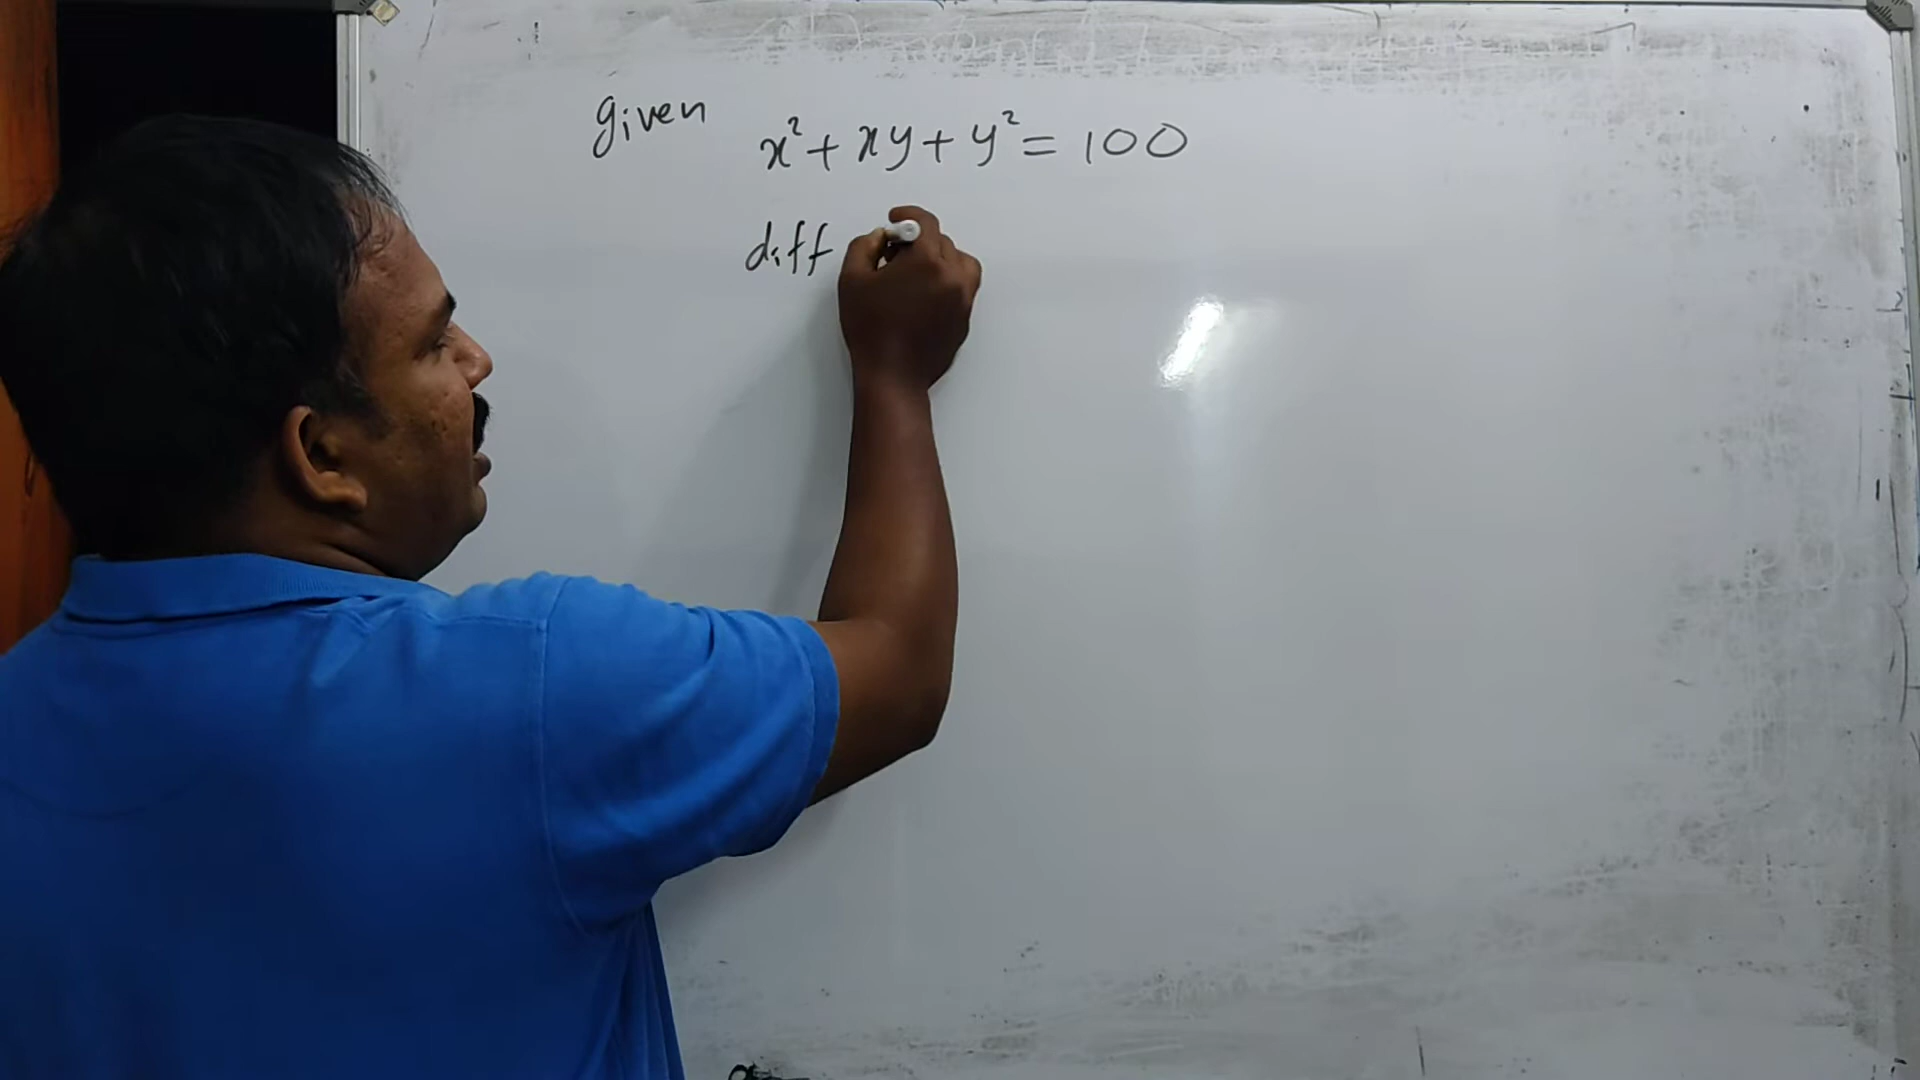 given
x² + xy + y² = 100
diff